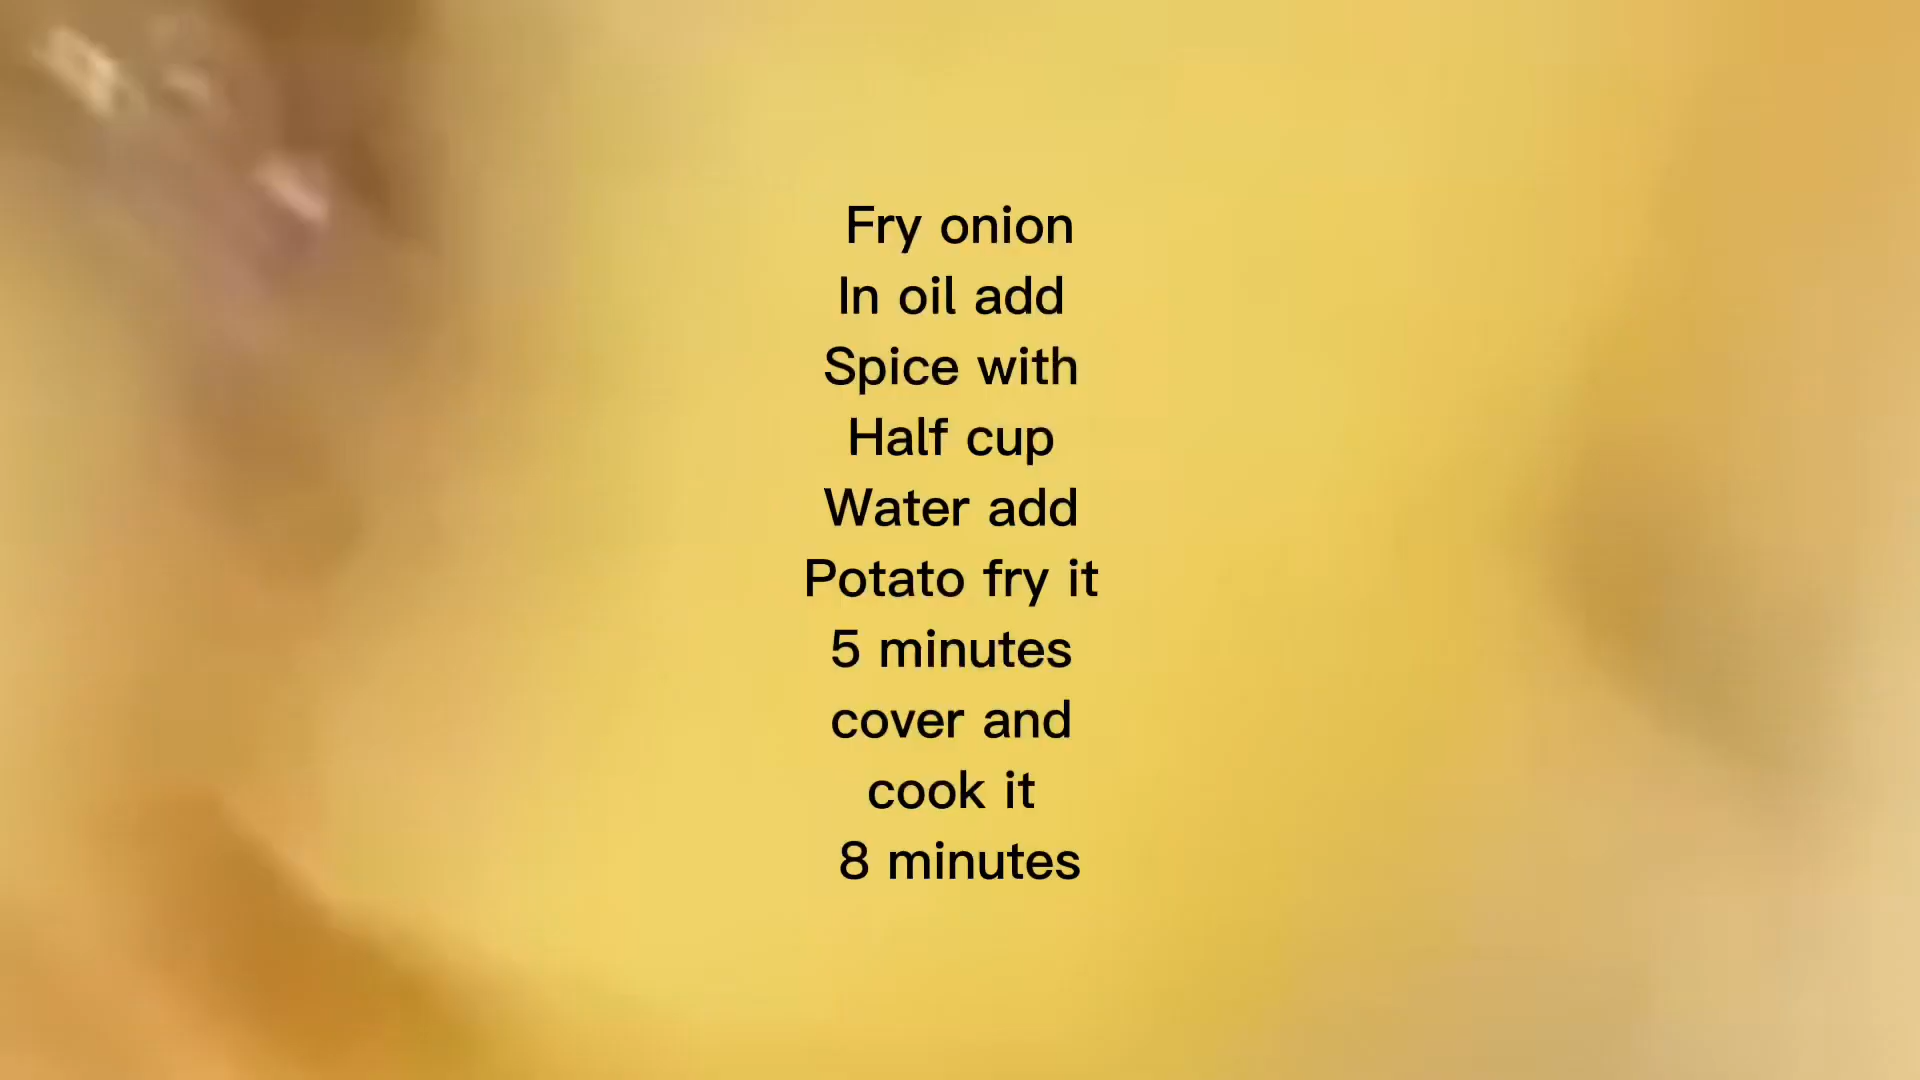 Fry onion
In oil add
Spice with
Half cup
Water add
Potato fry it
5 minutes
cover and
cook it
8 minutes